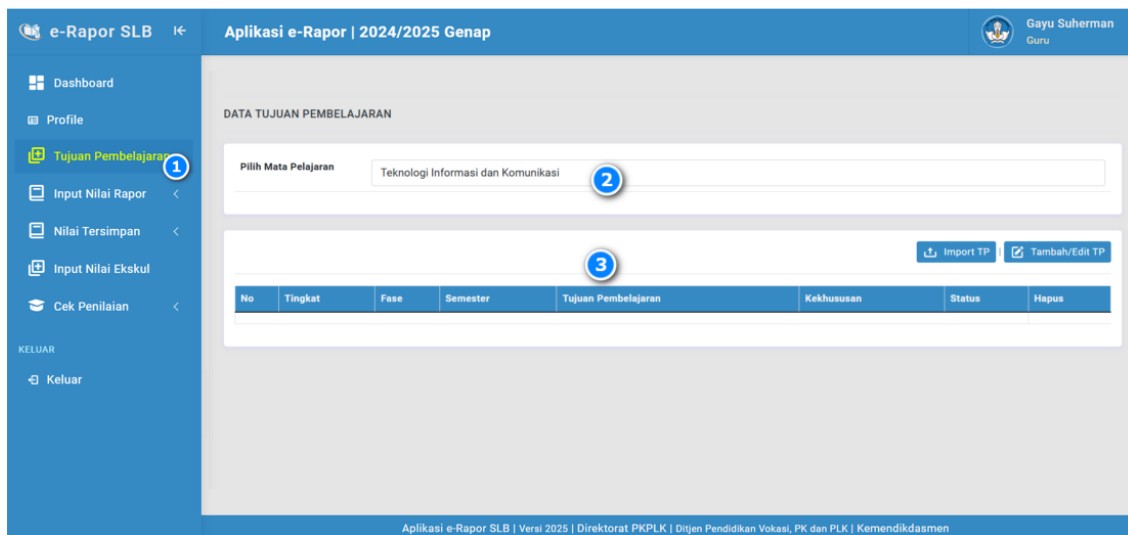 e-Rapor SLB
Aplikasi e-Rapor | 2024/2025 Genap
Gayu Suherman
Guru
Dashboard
Profile
Tujuan Pembelajaran
1
Input Nilai Rapor
Nilai Tersimpan
Input Nilai Ekskul
Cek Penilaian
KELUAR
Keluar
DATA TUJUAN PEMBELAJARAN
Pilih Mata Pelajaran
Teknologi Informasi dan Komunikasi
2
3
Import TP | Tambah/Edit TP
No Tingkat Fase Semester Tujuan Pembelajaran Kekhususan Status Hapus
Aplikasi e-Rapor SLB | Versi 2025 | Direktorat PKPLK | Ditjen Pendidikan Vokasi, PK dan PLK | Kemendikdasmen